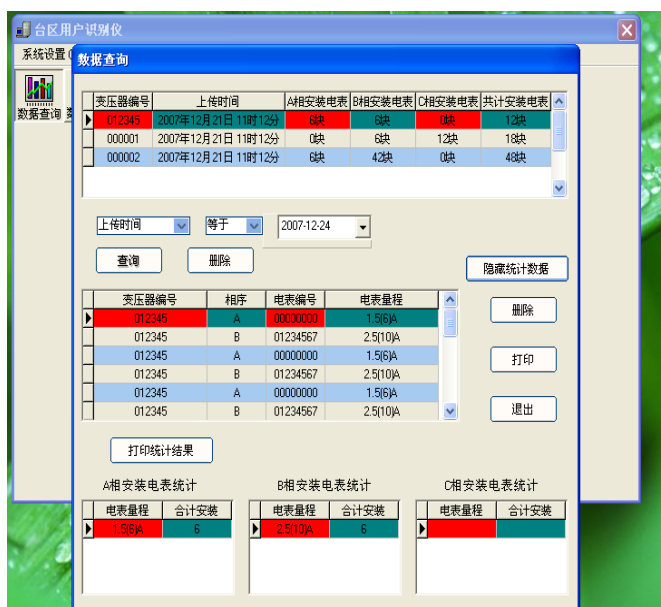 台区用户识别仪
系统设置(
数据查询
数据查询
变压器编号 上传时间 A相安装电表 B相安装电表 C相安装电表 共计安装电表
012345 2007年12月21日 11时12分 6块 6块 0块 12块
000001 2007年12月21日 11时12分 0块 6块 12块 18块
000002 2007年12月21日 11时12分 6块 42块 0块 48块
上传时间 等于 2007-12-24
查询 删除
隐藏统计数据
变压器编号 相序 电表编号 电表量程
012345 A 00000000 1.5(6)A
012345 B 01234567 2.5(10)A
012345 A 00000000 1.5(6)A
012345 B 01234567 2.5(10)A
012345 A 00000000 1.5(6)A
012345 B 01234567 2.5(10)A
删除
打印
退出
打印统计结果
A相安装电表统计 B相安装电表统计 C相安装电表统计
电表量程 合计安装 电表量程 合计安装 电表量程 合计安装
1.5(6)A 6 2.5(10)A 6